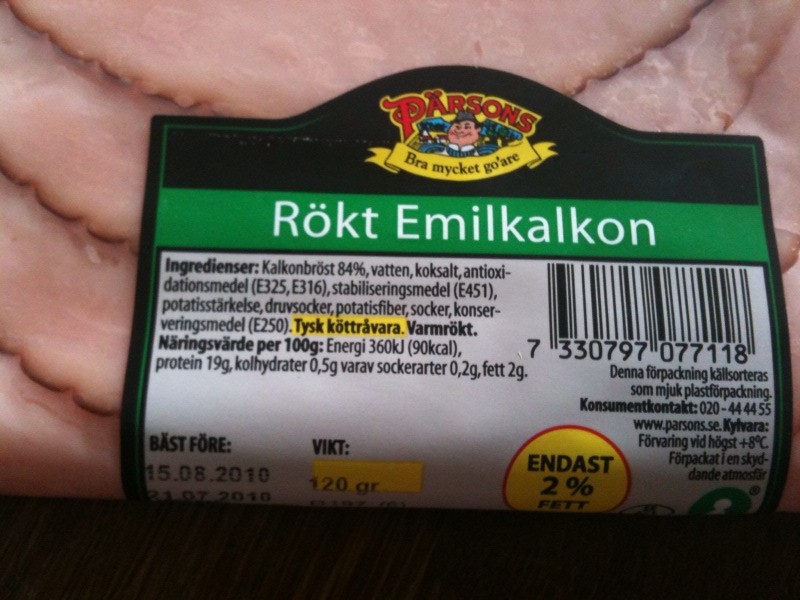 PÄRSONS
Bra mycket go'are
Rökt Emilkalkon
Ingredienser: Kalkonbröst 84%, vatten, koksalt, antioxi-
dationsmedel (E325, E316), stabiliseringsmedel (E451),
potatisstärkelse, druvsocker, potatisfiber, socker, konser-
veringsmedel (E250). Tysk köttråvara. Varmrökt.
Näringsvärde per 100g: Energi 360kJ (90kcal),
protein 19g, kolhydrater 0,5g varav sockerarter 0,2g, fett 2g.
7 330797 077118
Denna förpackning källsorteras
som mjuk plastförpackning.
Konsumentkontakt: 020 - 44 44 55
www.parsons.se. Kylvara:
Förvaring vid högst +8°C.
Förpackat i en skyd-
dande atmosfär
BÄST FÖRE:
15.08.2010
21.07.2010
VIKT:
120 gr
ENDAST
2 %
FETT
®